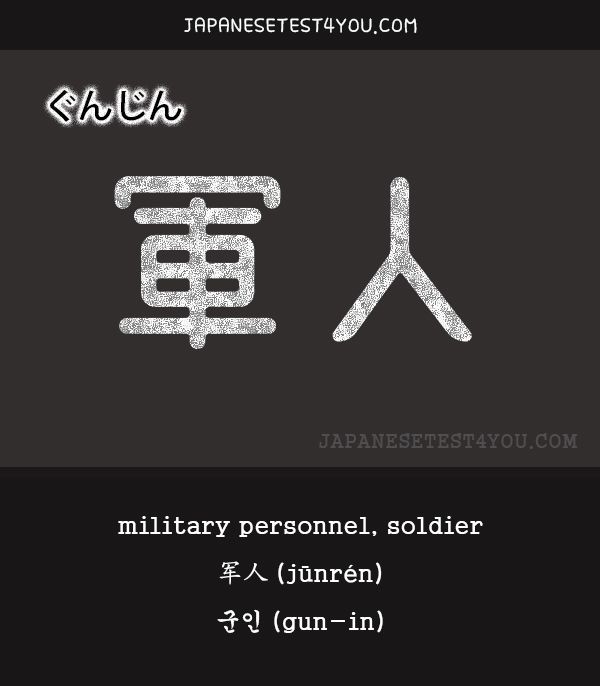 JAPANESETEST4YOU.COM
ぐんじん
軍人
JAPANESETEST4YOU.COM
military personnel, soldier
军人 (jūnrén)
군인 (gun-in)